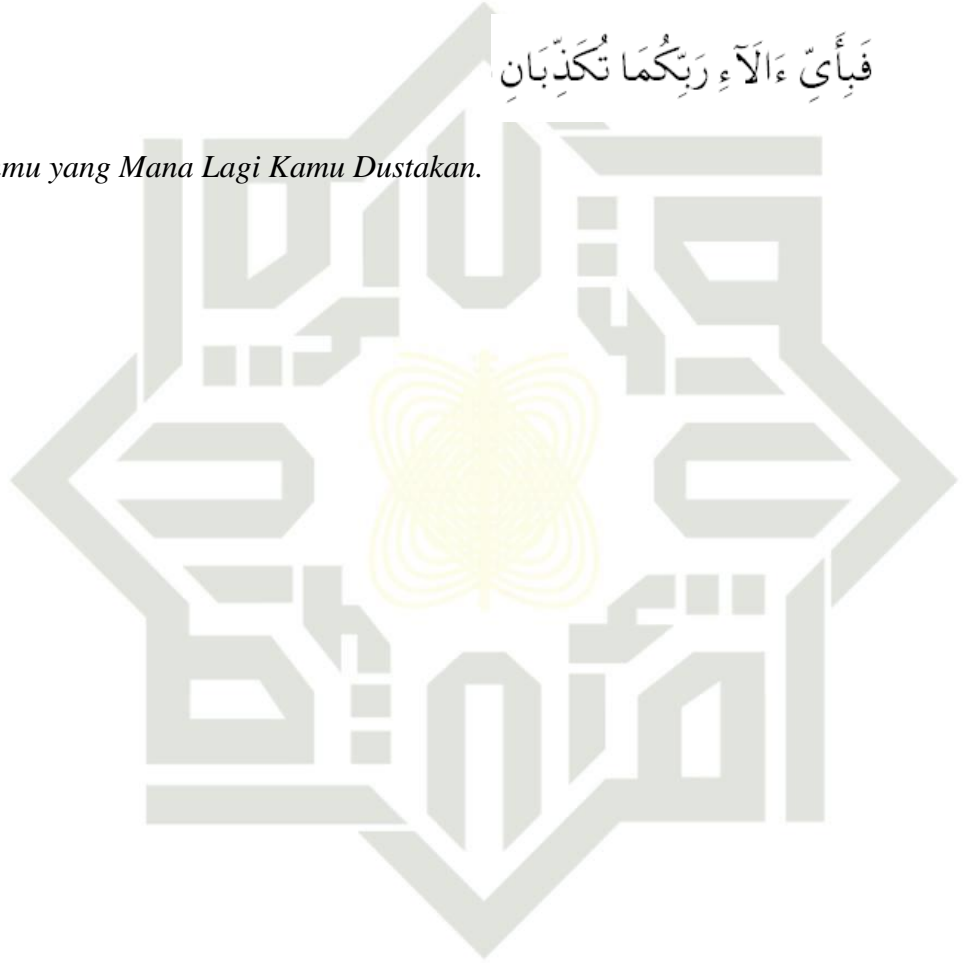 فَبِأَيِّ ءَالَآءِ رَبِّكُمَا تُكَذِّبَانِ
mu yang Mana Lagi Kamu Dustakan.